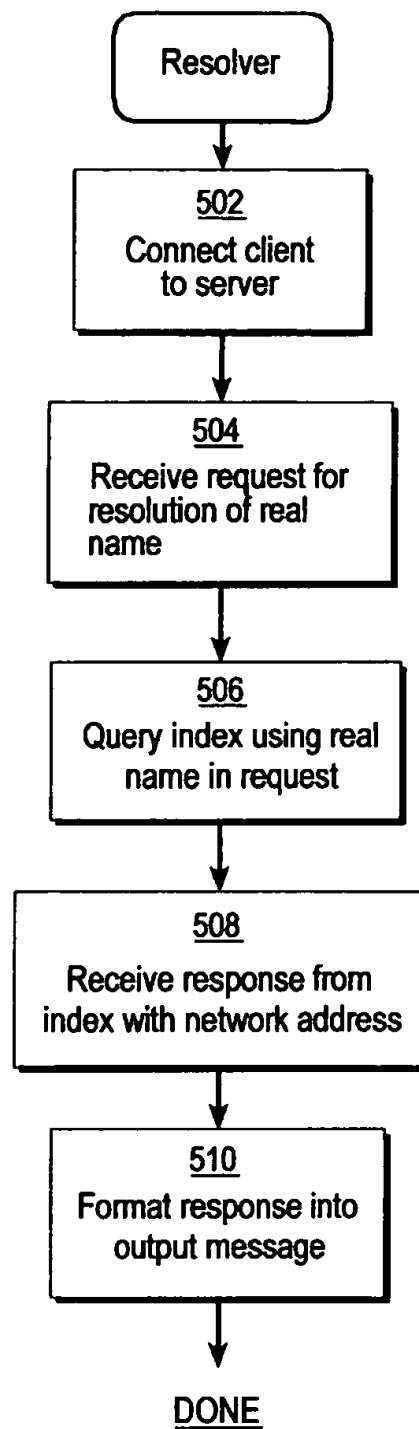 Resolver
502
Connect client
to server
504
Receive request for
resolution of real
name
506
Query index using real
name in request
508
Receive response from
index with network address
510
Format response into
output message
DONE